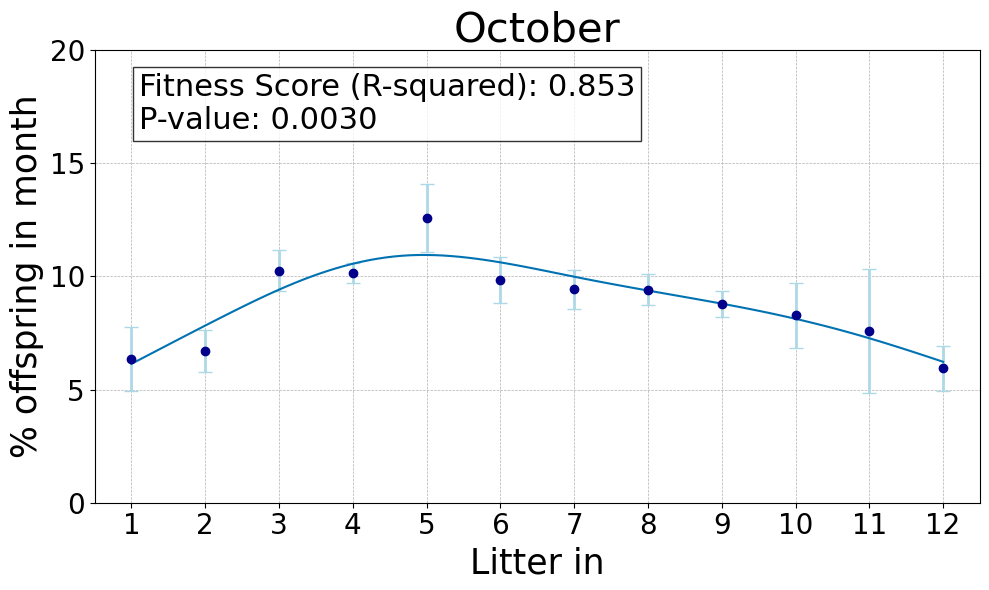 October
Fitness Score (R-squared): 0.853
P-value: 0.0030
% offspring in month
20
15
10
5
0
1 2 3 4 5 6 7 8 9 10 11 12
Litter in